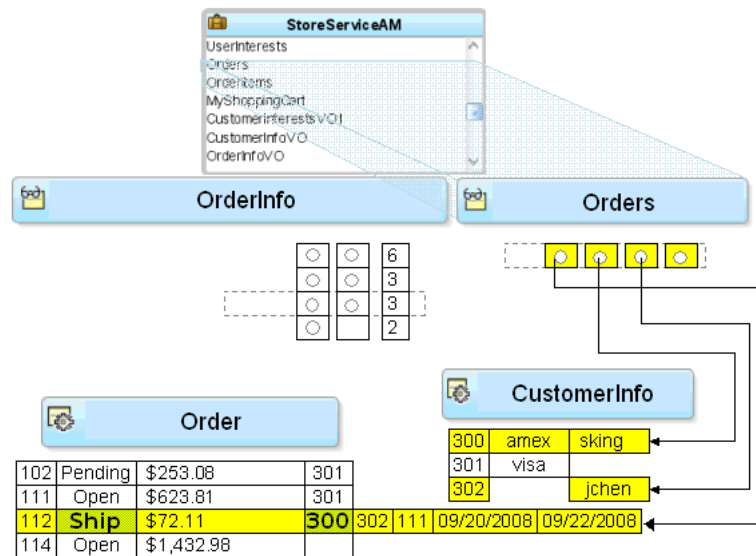 StoreServiceAM
UserInterests
Orders
OrderItems
MyShoppingCart
CustomerInterestsVO1
CustomerInfoVO
OrderInfoVO
OrderInfo
Orders
6
3
3
2
CustomerInfo
300 amex sking
301 visa
302 jchen
Order
102 Pending $253.08 301
111 Open $623.81 301
112 Ship $72.11 300 302 111 09/20/2008 09/22/2008
114 Open $1,432.98